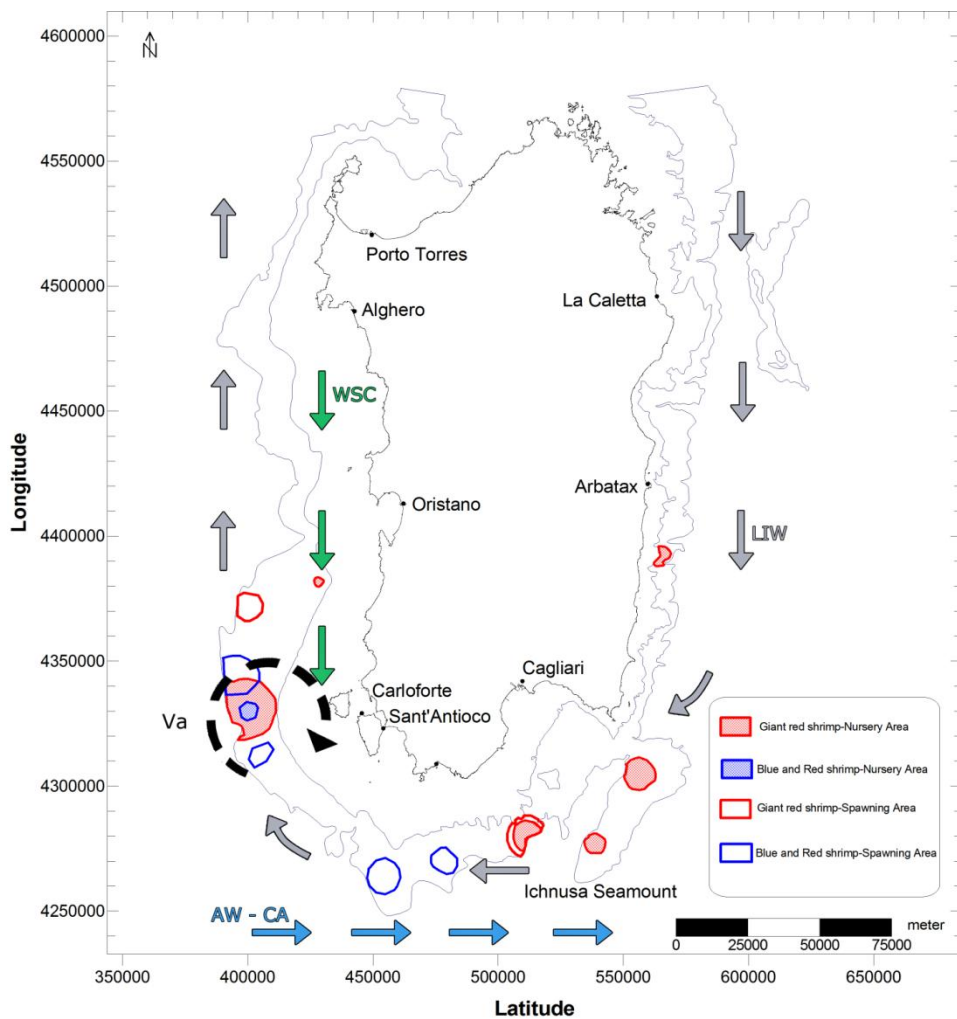 4600000
N
4550000
Porto Torres
4500000
La Caletta
Alghero
WSC
4450000
Longitude
Arbatax
Oristano
4400000
LIW
4350000
Cagliari
Carloforte
Va
Sant'Antioco
Giant red shrimp-Nursery Area
Blue and Red shrimp-Nursery Area
Giant red shrimp-Spawning Area
Blue and Red shrimp-Spawning Area
4300000
Ichnusa Seamount
AW - CA
4250000
meter
0 25000 50000 75000
350000 400000 450000 500000 550000 600000 650000
Latitude